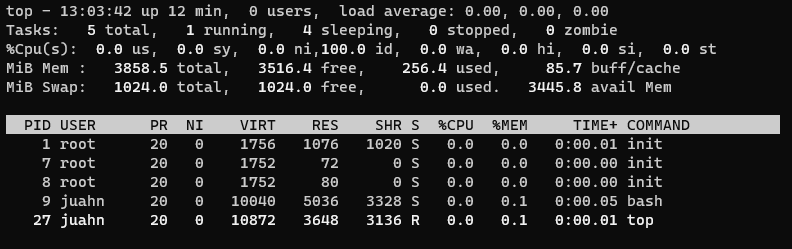 top - 13:03:42 up 12 min,  0 users,  load average: 0.00, 0.00, 0.00
Tasks:   5 total,   1 running,   4 sleeping,   0 stopped,   0 zombie
%Cpu(s):  0.0 us,  0.0 sy,  0.0 ni,100.0 id,  0.0 wa,  0.0 hi,  0.0 si,  0.0 st
MiB Mem :   3858.5 total,   3516.4 free,    256.4 used,     85.7 buff/cache
MiB Swap:   1024.0 total,   1024.0 free,      0.0 used.   3445.8 avail Mem
  PID USER      PR  NI    VIRT    RES    SHR S  %CPU  %MEM     TIME+ COMMAND
    1 root      20   0    1756   1076   1020 S   0.0   0.0   0:00.01 init
    7 root      20   0    1752     72      0 S   0.0   0.0   0:00.00 init
    8 root      20   0    1752     80      0 S   0.0   0.0   0:00.00 init
    9 juahn     20   0   10040   5036   3328 S   0.0   0.1   0:00.05 bash
   27 juahn     20   0   10872   3648   3136 R   0.0   0.1   0:00.01 top